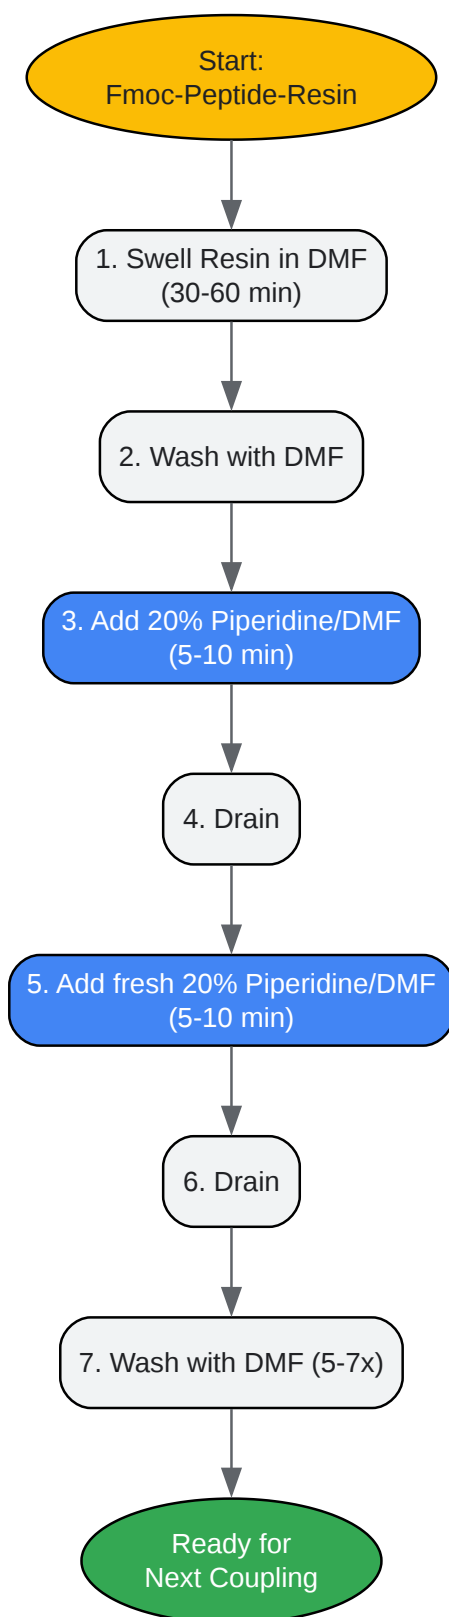 Start:
Fmoc-Peptide-Resin
1. Swell Resin in DMF
(30-60 min)
2. Wash with DMF
3. Add 20% Piperidine/DMF
(5-10 min)
4. Drain
5. Add fresh 20% Piperidine/DMF
(5-10 min)
6. Drain
7. Wash with DMF (5-7x)
Ready for
Next Coupling